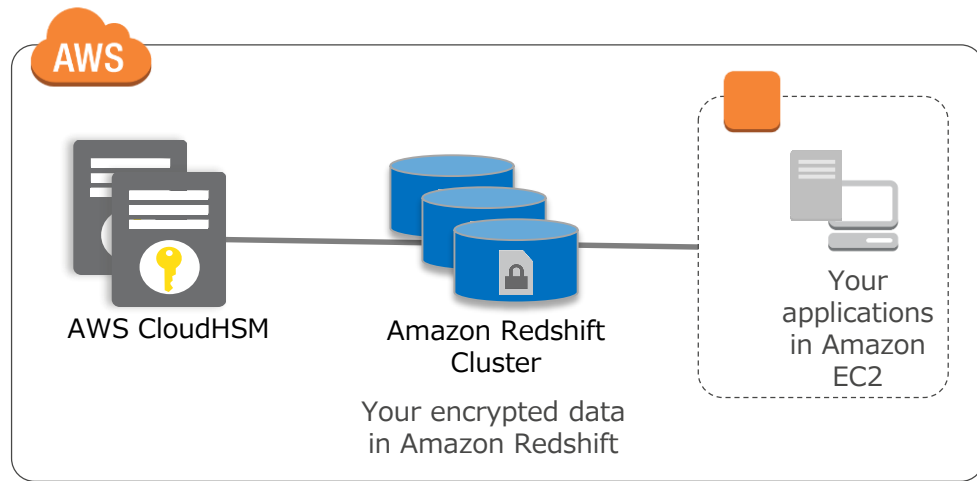 AWS
AWS CloudHSM
Amazon Redshift
Cluster
Your encrypted data
in Amazon Redshift
Your
applications
in Amazon
EC2